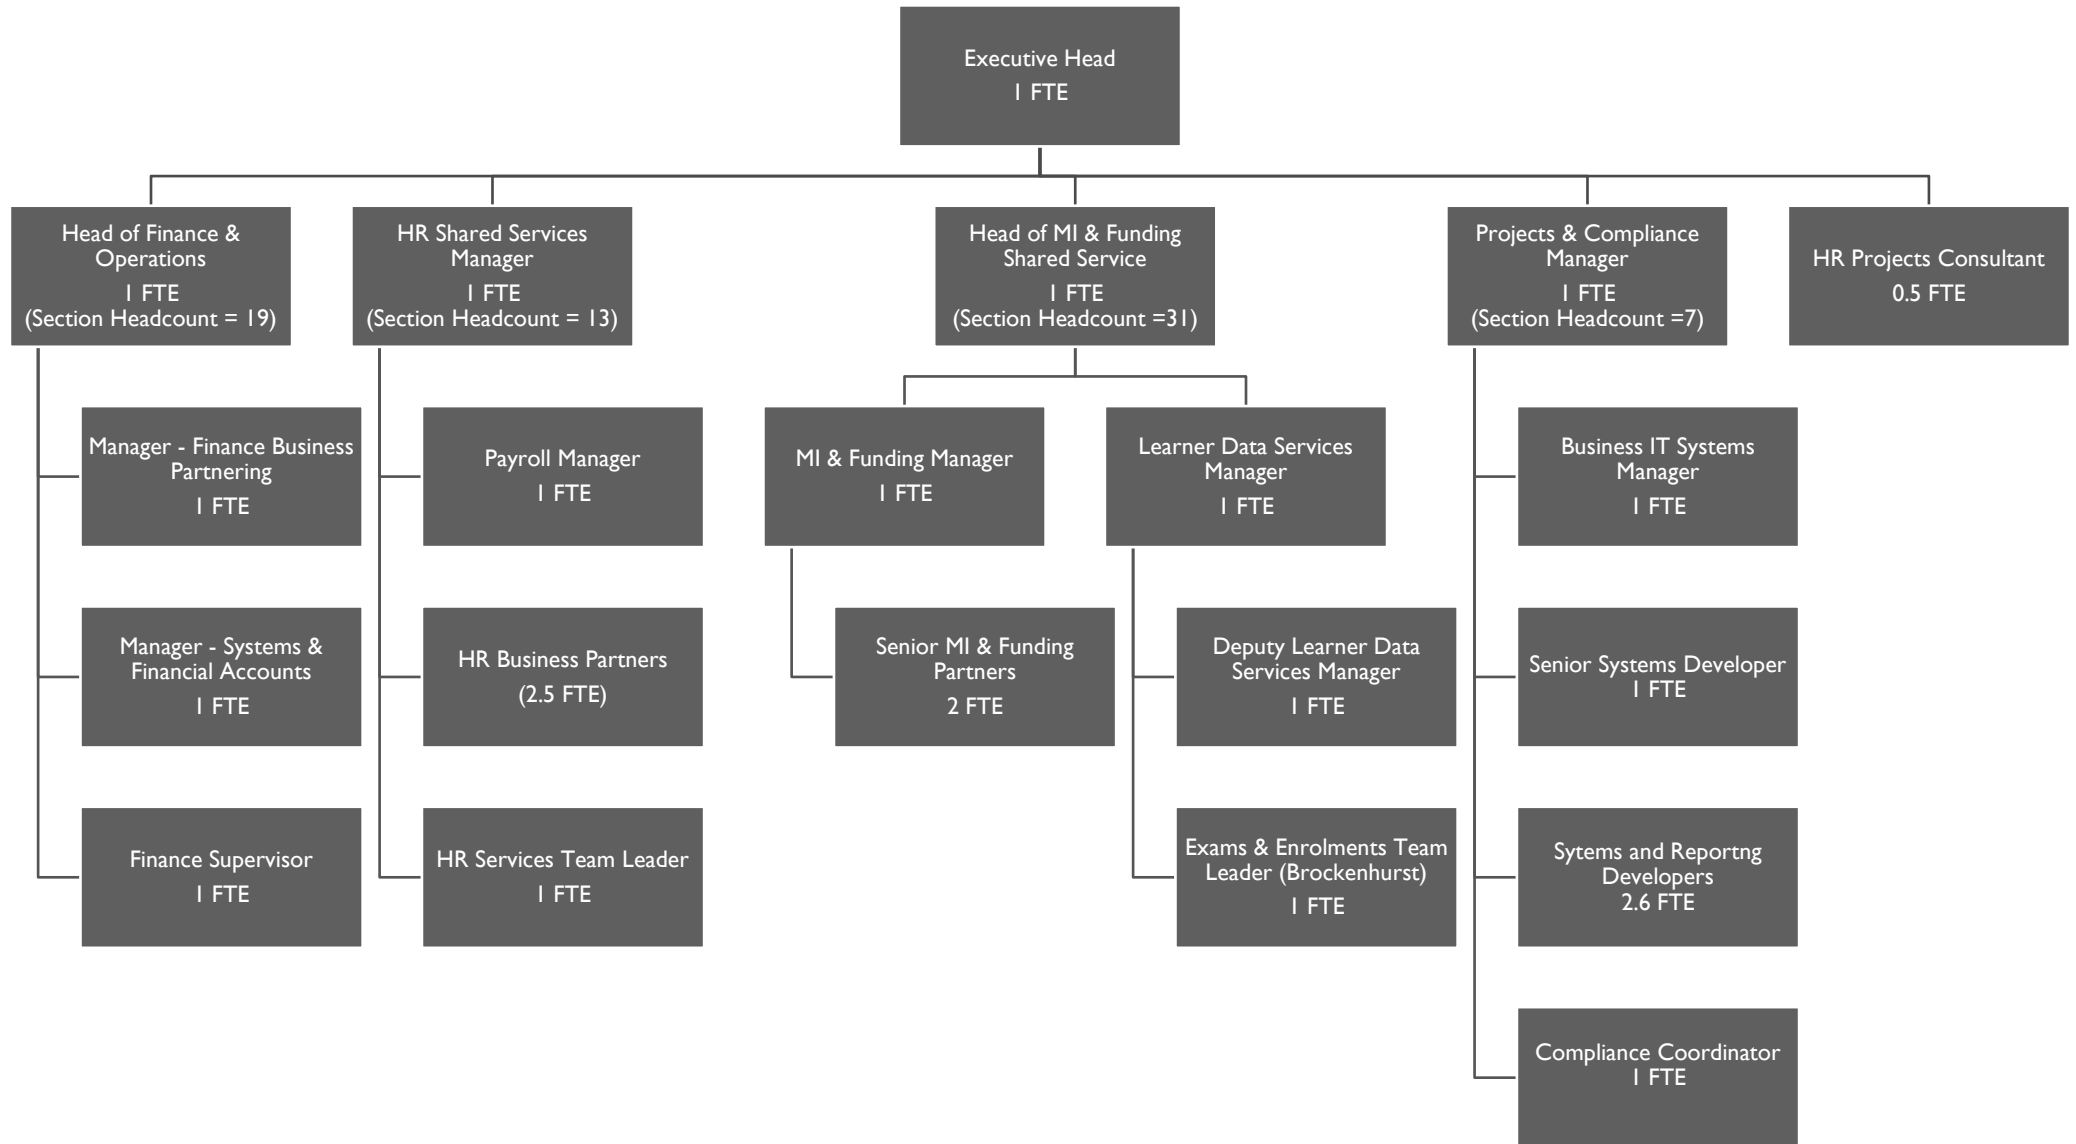 Executive Head
1 FTE
Head of Finance &
Operations
1 FTE
(Section Headcount = 19)
HR Shared Services
Manager
1 FTE
(Section Headcount = 13)
Head of MI & Funding
Shared Service
1 FTE
(Section Headcount =31)
Projects & Compliance
Manager
1 FTE
(Section Headcount =7)
HR Projects Consultant
0.5 FTE
Manager - Finance Business
Partnering
1 FTE
Payroll Manager
1 FTE
MI & Funding Manager
1 FTE
Learner Data Services
Manager
1 FTE
Business IT Systems
Manager
1 FTE
Manager - Systems &
Financial Accounts
1 FTE
HR Business Partners
(2.5 FTE)
Senior MI & Funding
Partners
2 FTE
Deputy Learner Data
Services Manager
1 FTE
Senior Systems Developer
1 FTE
Finance Supervisor
1 FTE
HR Services Team Leader
1 FTE
Exams & Enrolments Team
Leader (Brockenhurst)
1 FTE
Sytems and Reportng
Developers
2.6 FTE
Compliance Coordinator
1 FTE